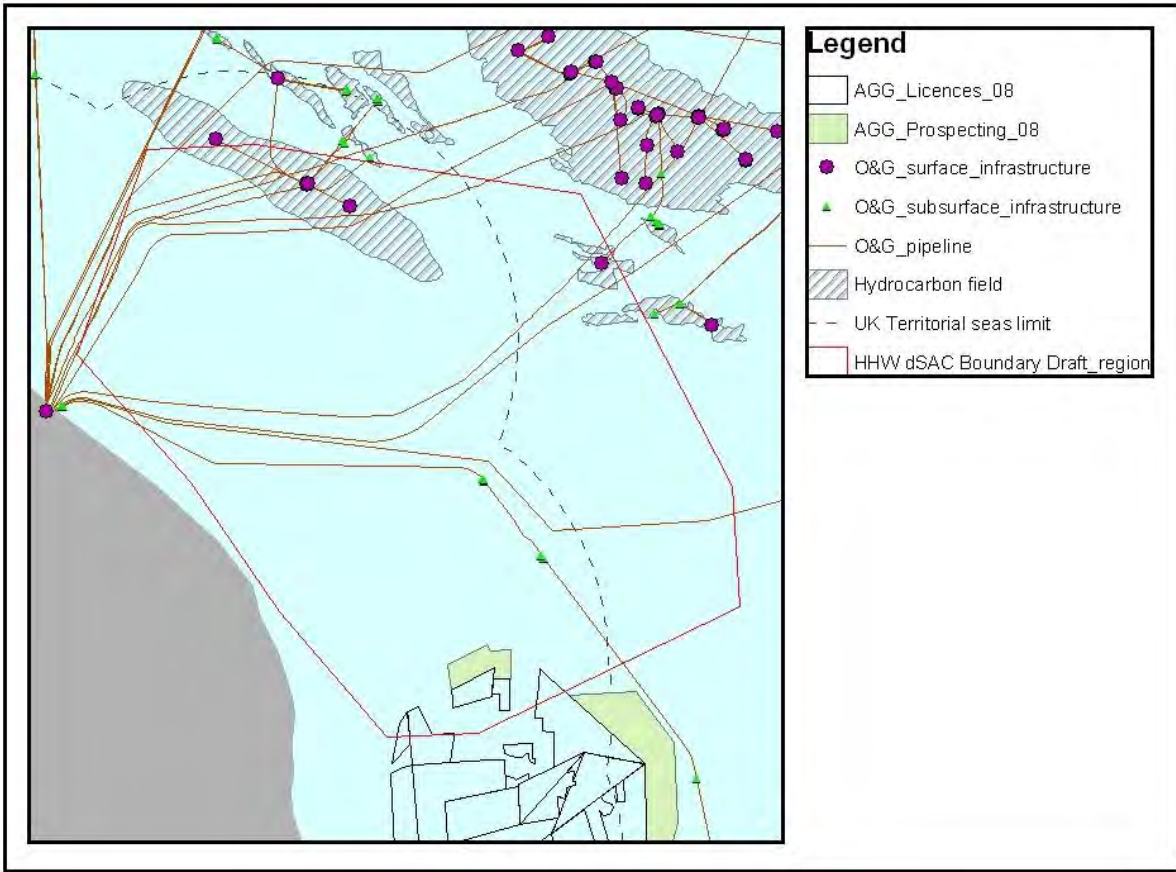 Legend
AGG_Licences_08
AGG_Prospecting_08
O&G_surface_infrastructure
O&G_subsurface_infrastructure
O&G_pipeline
Hydrocarbon field
UK Territorial seas limit
HHW dSAC Boundary Draft_region